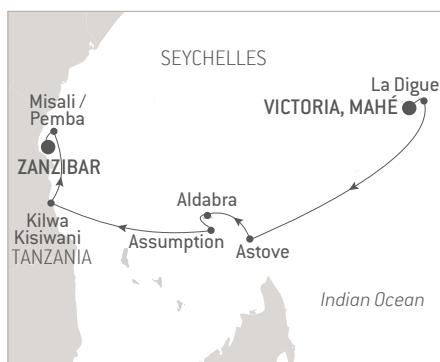 SEYCHELLES
La Digue
VICTORIA, MAHÉ
Misali /
Pemba
ZANZIBAR
Aldabra
Kilwa
Kisiwani
TANZANIA
Assumption
Astove
Indian Ocean